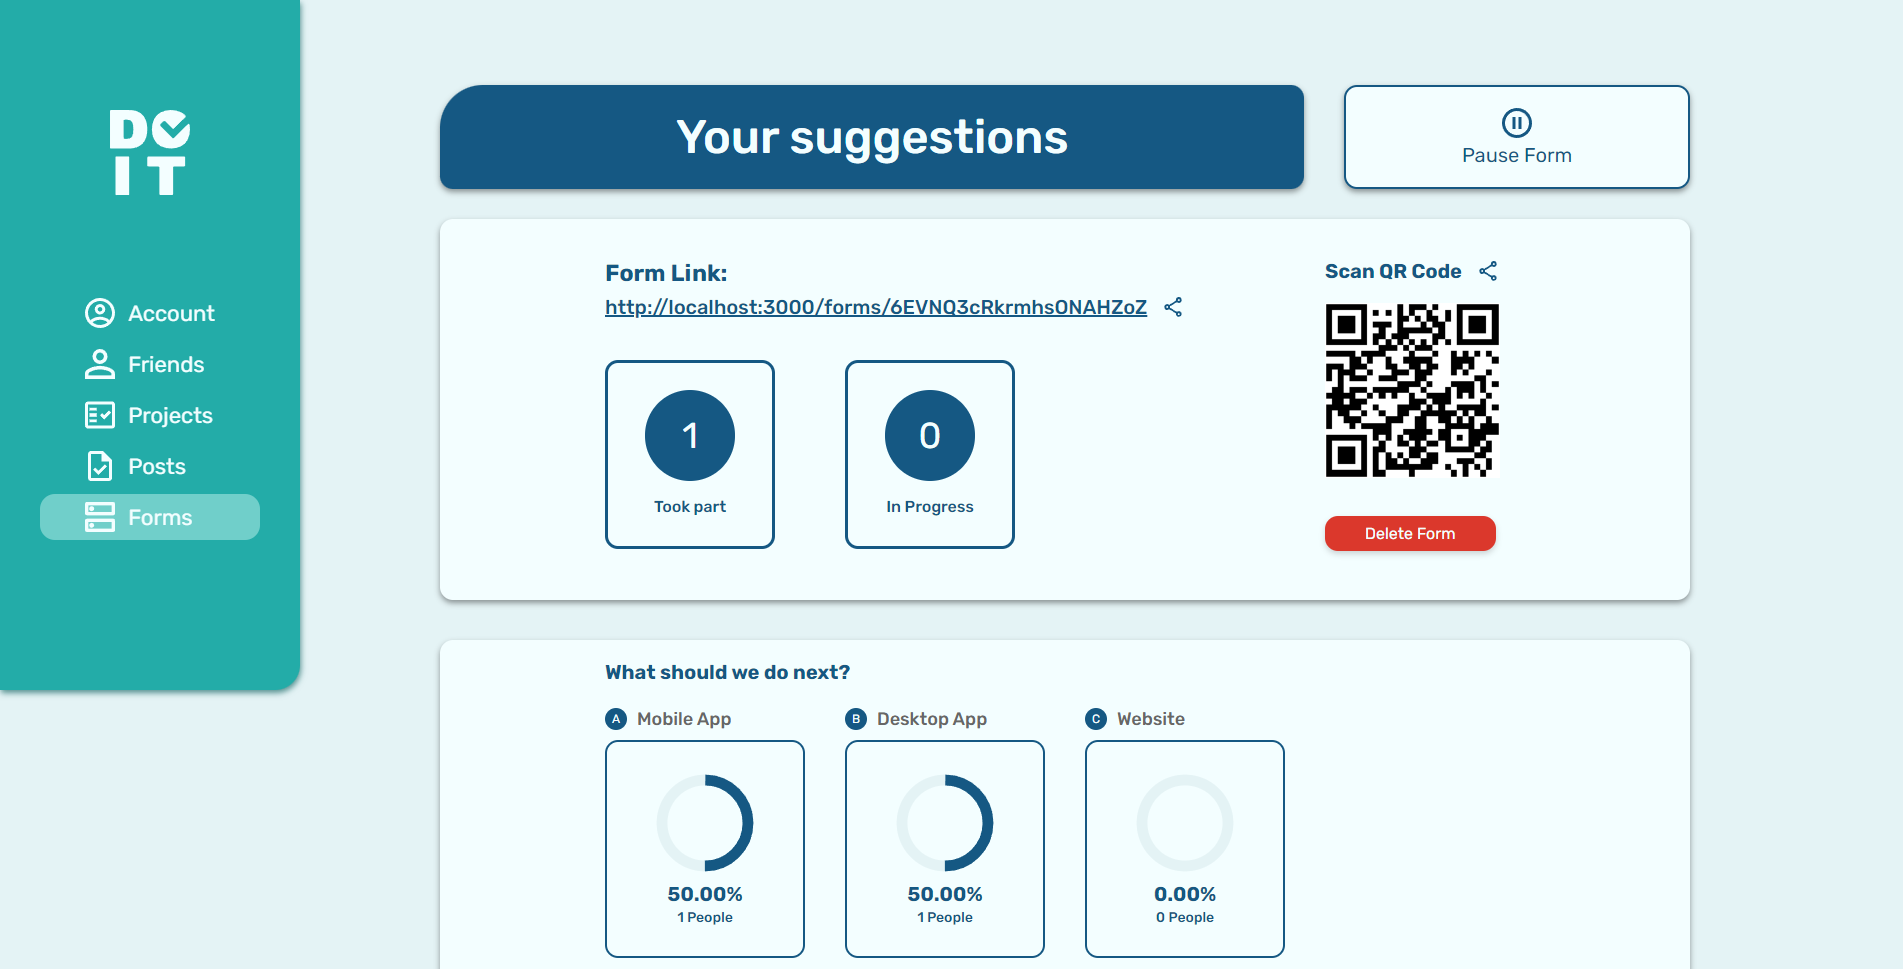 DO
IT
Account
Friends
Projects
Posts
Forms
Your suggestions
Pause Form
Form Link:
http://localhost:3000/forms/6EVNQ3cRkrmhsONAHZoZ
Scan QR Code
1
Took part
0
In Progress
Delete Form
What should we do next?
A Mobile App
B Desktop App
C Website
50.00%
1 People
50.00%
1 People
0.00%
0 People